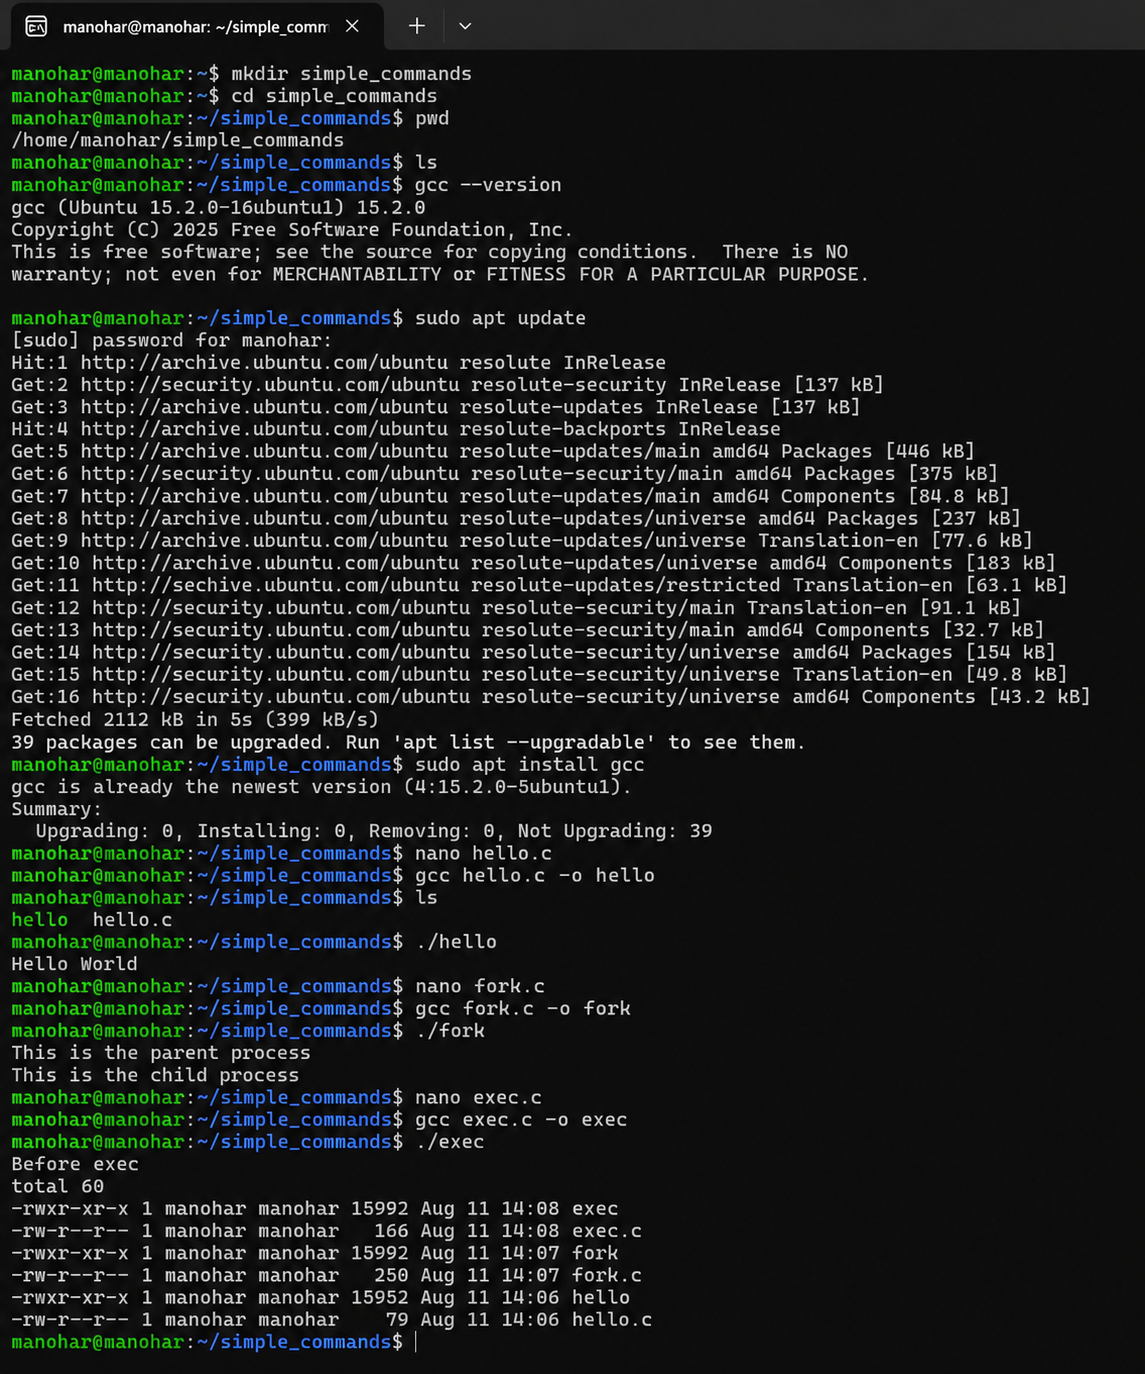 manohar@manohar: ~/simple_comm
manohar@manohar:~$ mkdir simple_commands
manohar@manohar:~$ cd simple_commands
manohar@manohar:~/simple_commands$ pwd
/home/manohar/simple_commands
manohar@manohar:~/simple_commands$ ls
manohar@manohar:~/simple_commands$ gcc --version
gcc (Ubuntu 15.2.0-16ubuntu1) 15.2.0
Copyright (C) 2025 Free Software Foundation, Inc.
This is free software; see the source for copying conditions.  There is NO
warranty; not even for MERCHANTABILITY or FITNESS FOR A PARTICULAR PURPOSE.

manohar@manohar:~/simple_commands$ sudo apt update
[sudo] password for manohar:
Hit:1 http://archive.ubuntu.com/ubuntu resolute InRelease
Get:2 http://security.ubuntu.com/ubuntu resolute-security InRelease [137 kB]
Get:3 http://archive.ubuntu.com/ubuntu resolute-updates InRelease [137 kB]
Hit:4 http://archive.ubuntu.com/ubuntu resolute-backports InRelease
Get:5 http://archive.ubuntu.com/ubuntu resolute-updates/main amd64 Packages [446 kB]
Get:6 http://security.ubuntu.com/ubuntu resolute-security/main amd64 Packages [375 kB]
Get:7 http://archive.ubuntu.com/ubuntu resolute-updates/main amd64 Components [84.8 kB]
Get:8 http://archive.ubuntu.com/ubuntu resolute-updates/universe amd64 Packages [237 kB]
Get:9 http://archive.ubuntu.com/ubuntu resolute-updates/universe Translation-en [77.6 kB]
Get:10 http://archive.ubuntu.com/ubuntu resolute-updates/universe amd64 Components [183 kB]
Get:11 http://sechive.ubuntu.com/ubuntu resolute-updates/restricted Translation-en [63.1 kB]
Get:12 http://security.ubuntu.com/ubuntu resolute-security/main Translation-en [91.1 kB]
Get:13 http://security.ubuntu.com/ubuntu resolute-security/main amd64 Components [32.7 kB]
Get:14 http://security.ubuntu.com/ubuntu resolute-security/universe amd64 Packages [154 kB]
Get:15 http://security.ubuntu.com/ubuntu resolute-security/universe Translation-en [49.8 kB]
Get:16 http://security.ubuntu.com/ubuntu resolute-security/universe amd64 Components [43.2 kB]
Fetched 2112 kB in 5s (399 kB/s)
39 packages can be upgraded. Run 'apt list --upgradable' to see them.
manohar@manohar:~/simple_commands$ sudo apt install gcc
gcc is already the newest version (4:15.2.0-5ubuntu1).
Summary:
  Upgrading: 0, Installing: 0, Removing: 0, Not Upgrading: 39
manohar@manohar:~/simple_commands$ nano hello.c
manohar@manohar:~/simple_commands$ gcc hello.c -o hello
manohar@manohar:~/simple_commands$ ls
hello  hello.c
manohar@manohar:~/simple_commands$ ./hello
Hello World
manohar@manohar:~/simple_commands$ nano fork.c
manohar@manohar:~/simple_commands$ gcc fork.c -o fork
manohar@manohar:~/simple_commands$ ./fork
This is the parent process
This is the child process
manohar@manohar:~/simple_commands$ nano exec.c
manohar@manohar:~/simple_commands$ gcc exec.c -o exec
manohar@manohar:~/simple_commands$ ./exec
Before exec
total 60
-rwxr-xr-x 1 manohar manohar 15992 Aug 11 14:08 exec
-rw-r--r-- 1 manohar manohar   166 Aug 11 14:08 exec.c
-rwxr-xr-x 1 manohar manohar 15992 Aug 11 14:07 fork
-rw-r--r-- 1 manohar manohar   250 Aug 11 14:07 fork.c
-rwxr-xr-x 1 manohar manohar 15952 Aug 11 14:06 hello
-rw-r--r-- 1 manohar manohar    79 Aug 11 14:06 hello.c
manohar@manohar:~/simple_commands$